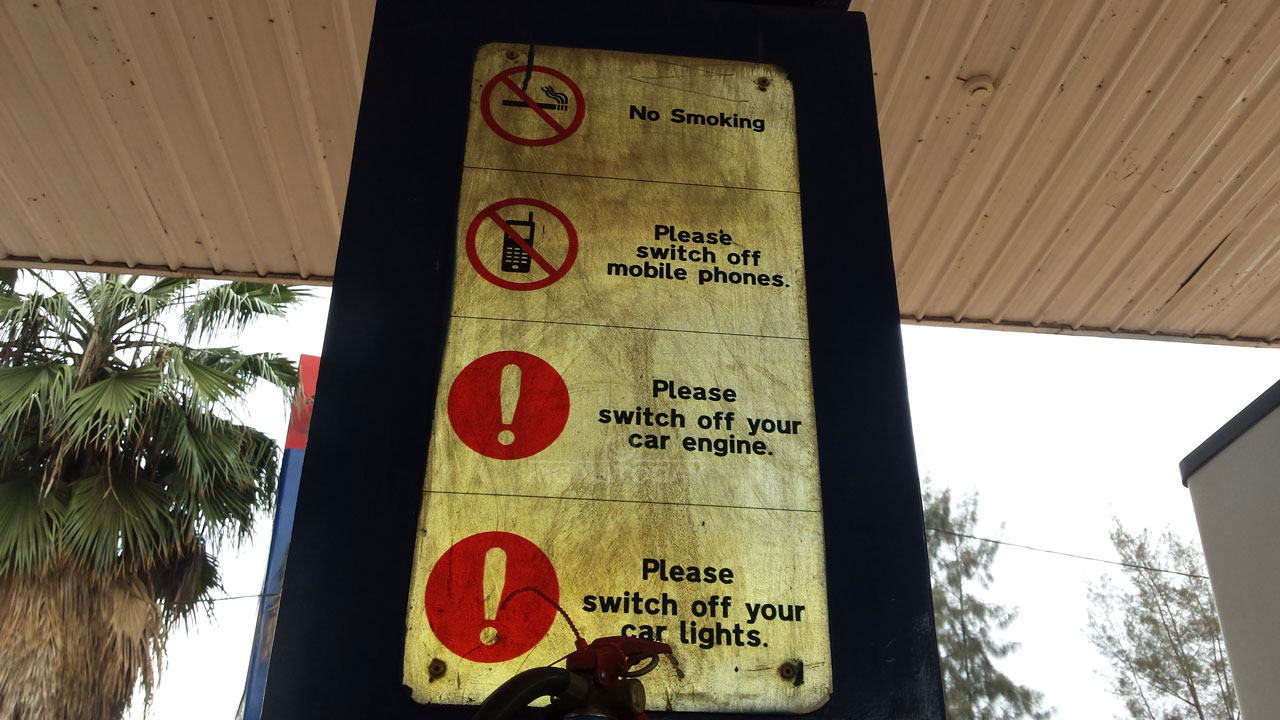 No Smoking
Please
switch off
mobile phones.
Please
switch off your
car engine.
Please
switch off your
car lights.